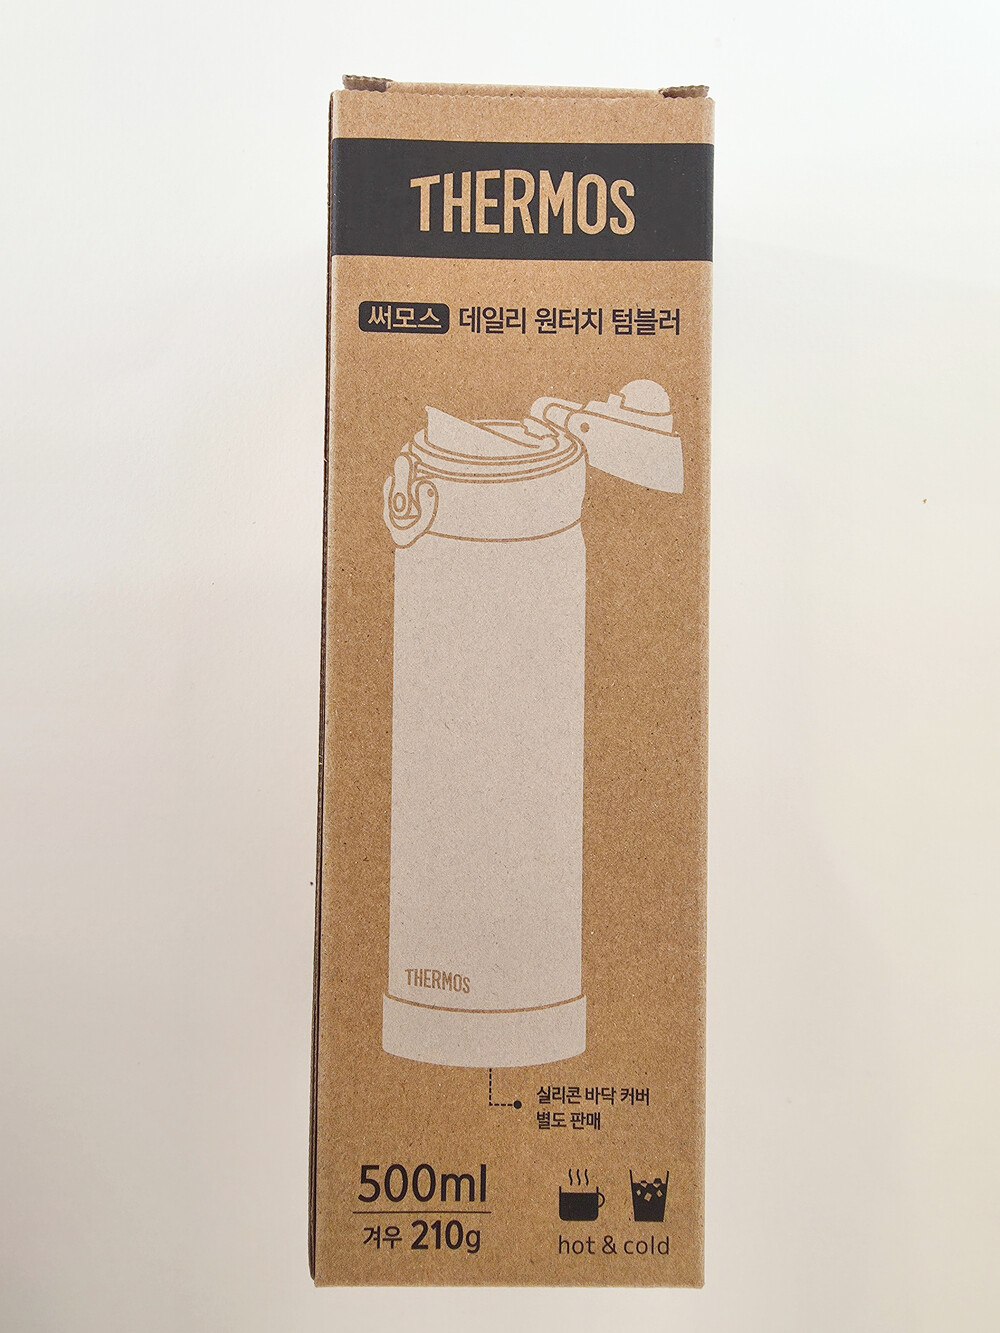 THERMOS
써모스 데일리 원터치 텀블러
THERMOS
실리콘 바닥 커버
별도 판매
500ml
겨우 210g
hot & cold